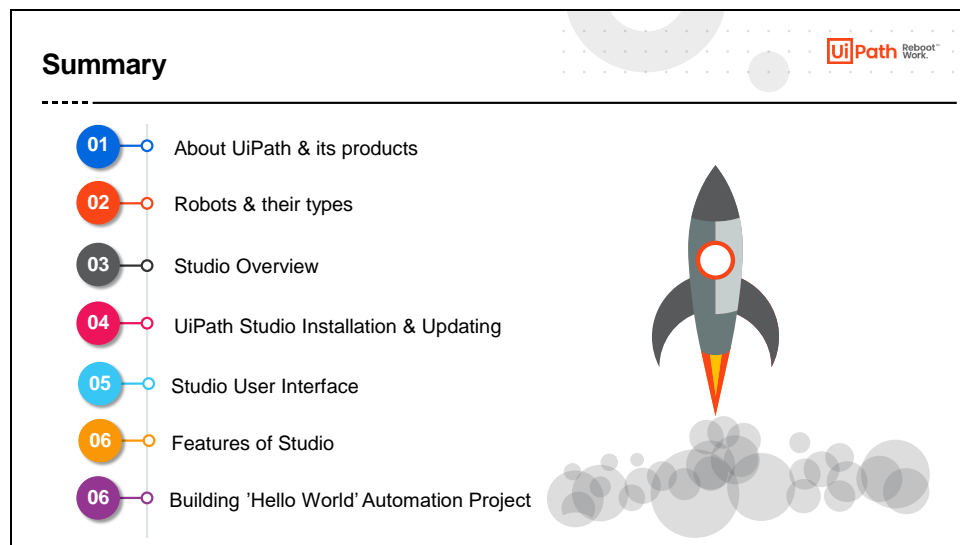 Summary
UiPath Reboot™
Work.
01 About UiPath & its products
02 Robots & their types
03 Studio Overview
04 UiPath Studio Installation & Updating
05 Studio User Interface
06 Features of Studio
06 Building ’Hello World’ Automation Project